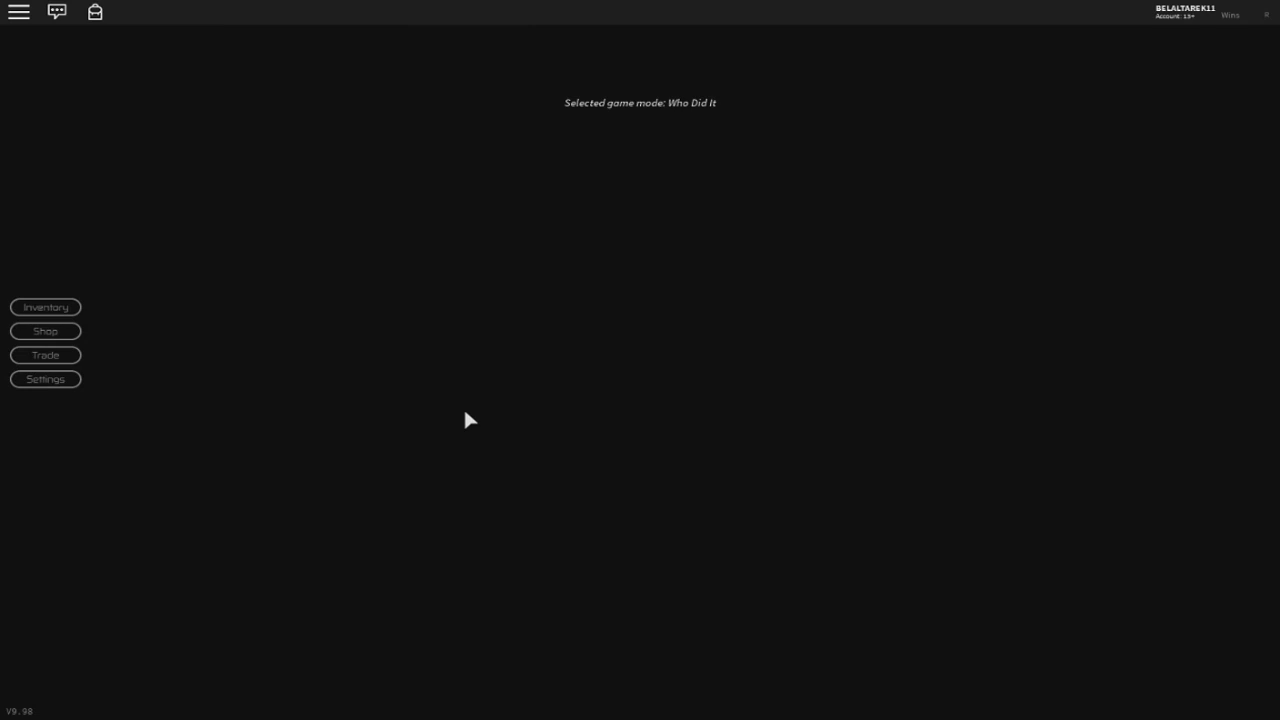 BELALTAREK11
Account: 13+
Wins
R
Selected game mode: Who Did It
Inventory
Shop
Trade
Settings
V9.98